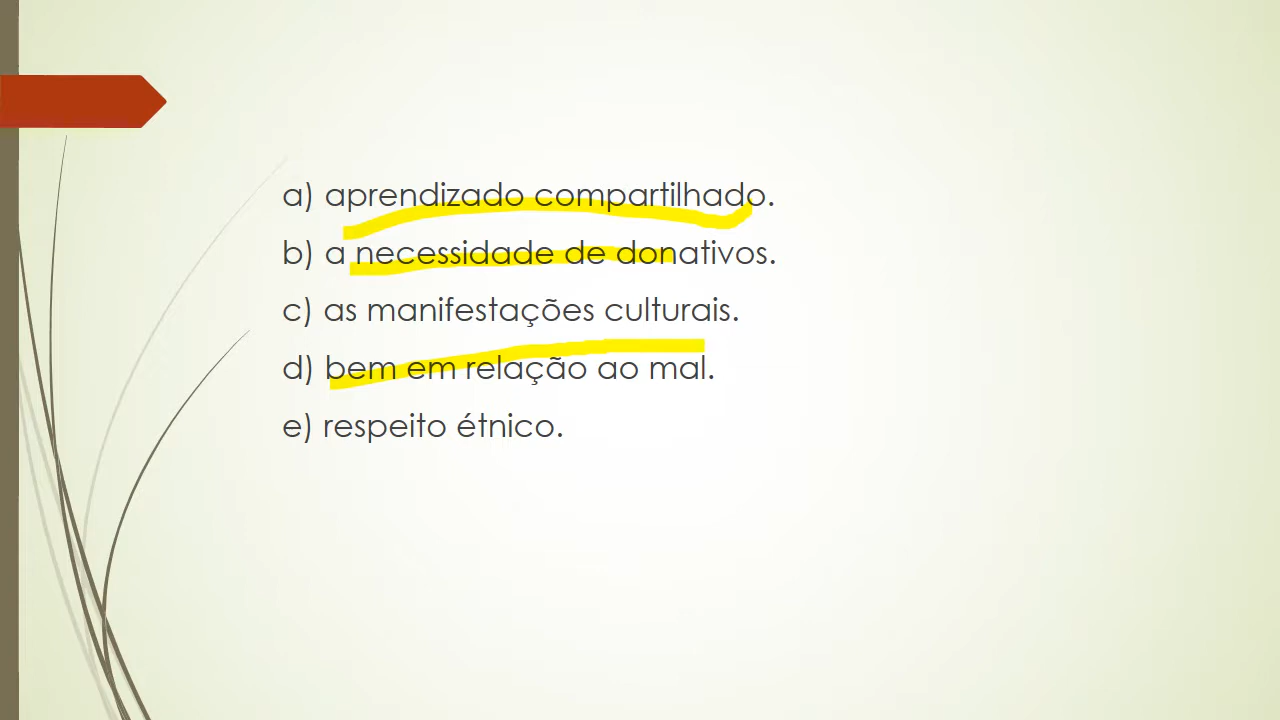 a) aprendizado compartilhado.
b) a necessidade de donativos.
c) as manifestações culturais.
d) bem em relação ao mal.
e) respeito étnico.